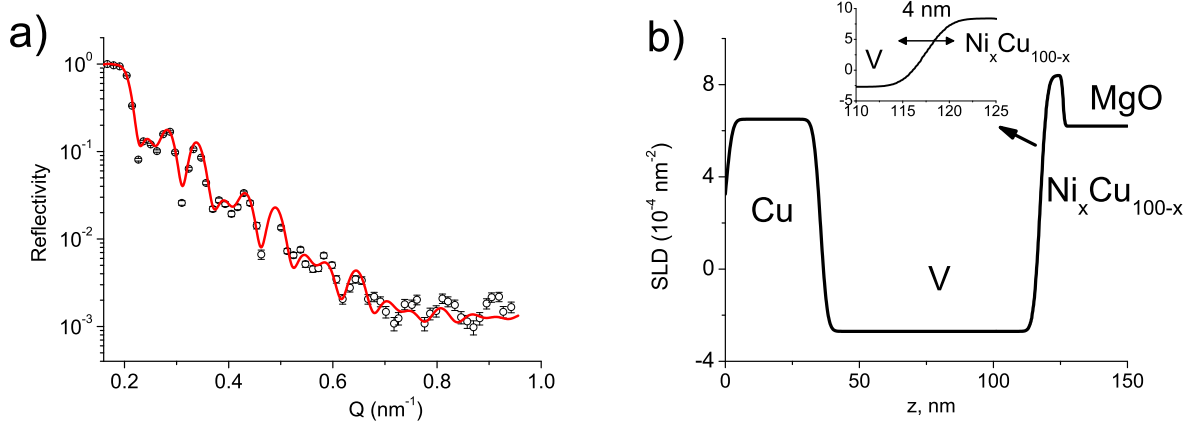 a)
Reflectivity
10⁰
10⁻¹
10⁻²
10⁻³
0.2 0.4 0.6 0.8 1.0
Q (nm⁻¹)
b)
10
5
0
-5
110 115 120 125
4 nm
V
NiₓCu₁₀₀₋ₓ
SLD (10⁻⁴ nm⁻²)
8
4
0
-4
0 50 100 150
z, nm
Cu
V
NiₓCu₁₀₀₋ₓ
MgO